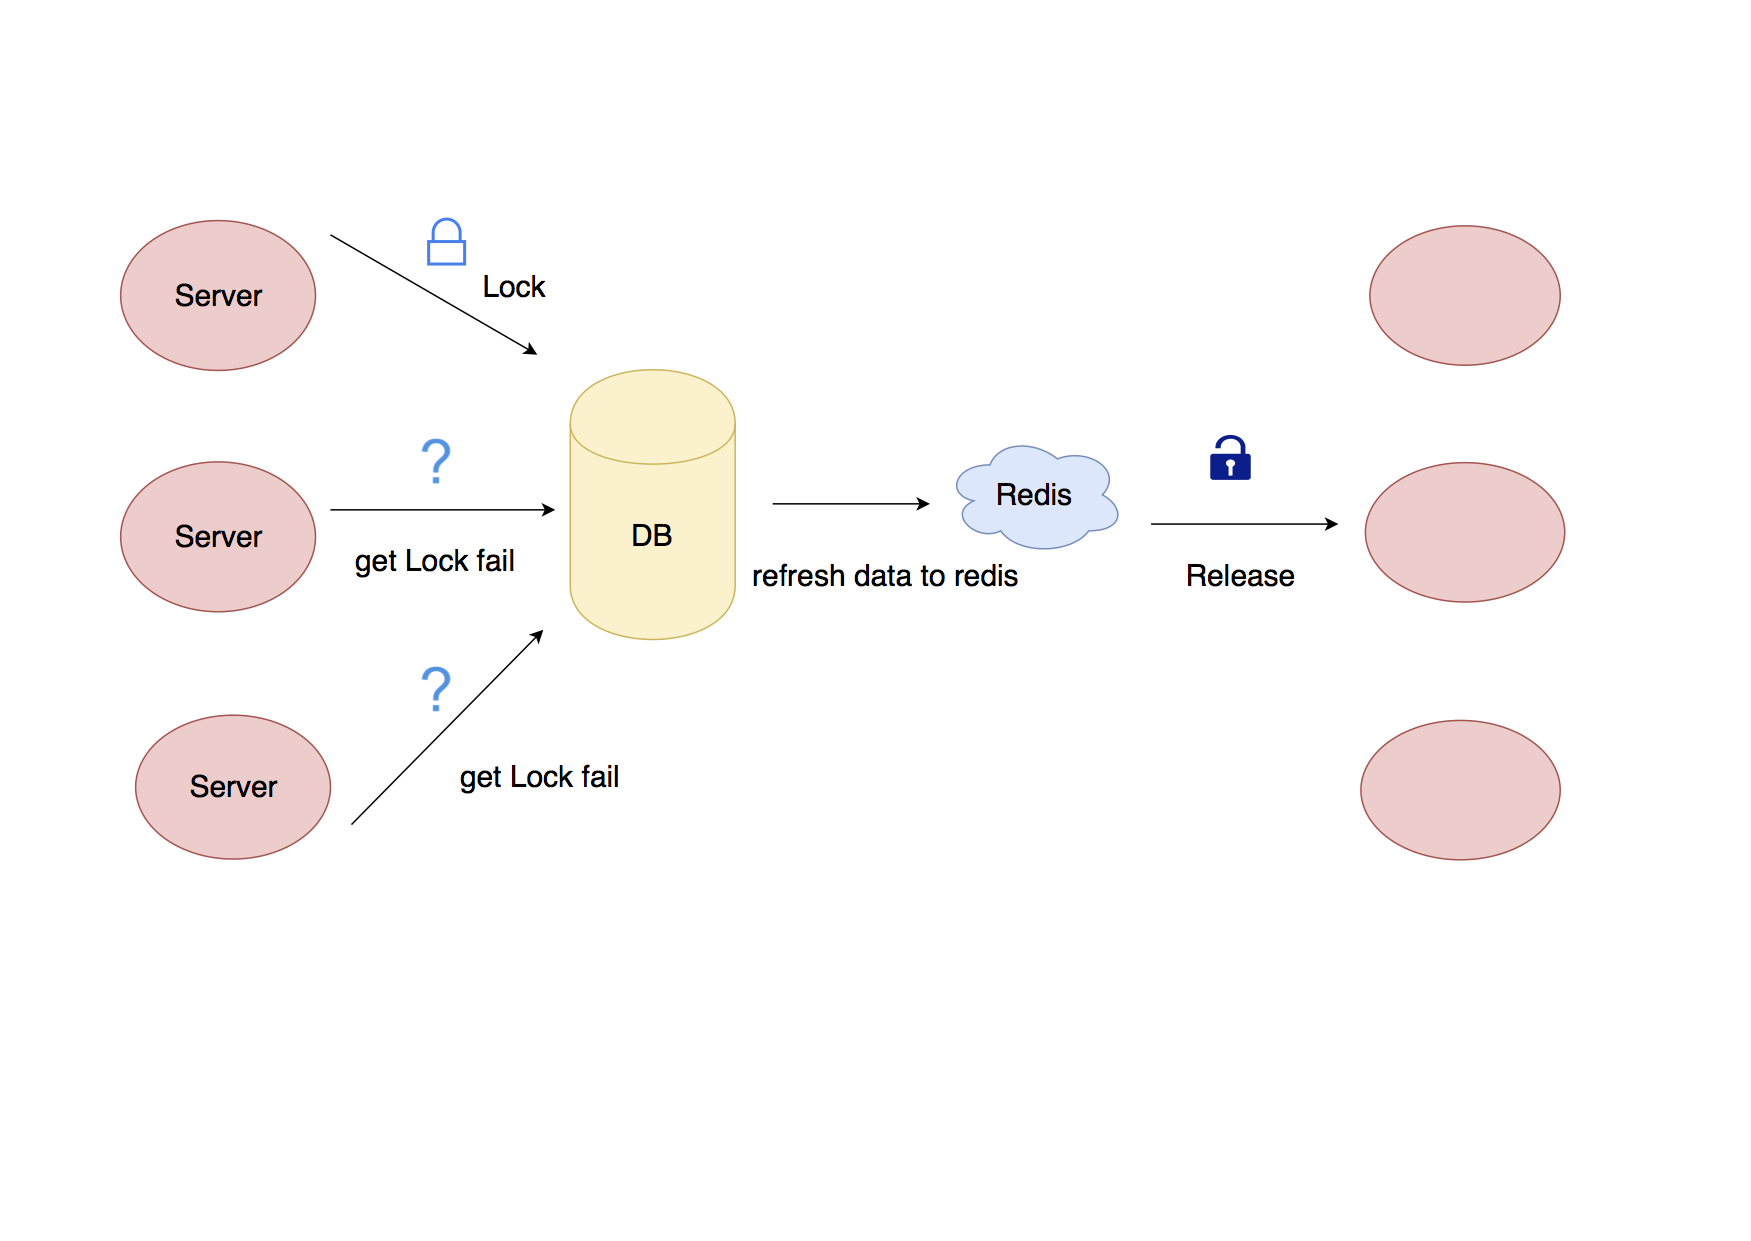 Server
Lock
Server
?
get Lock fail
DB
refresh data to redis
Redis
Release
?
Server
get Lock fail